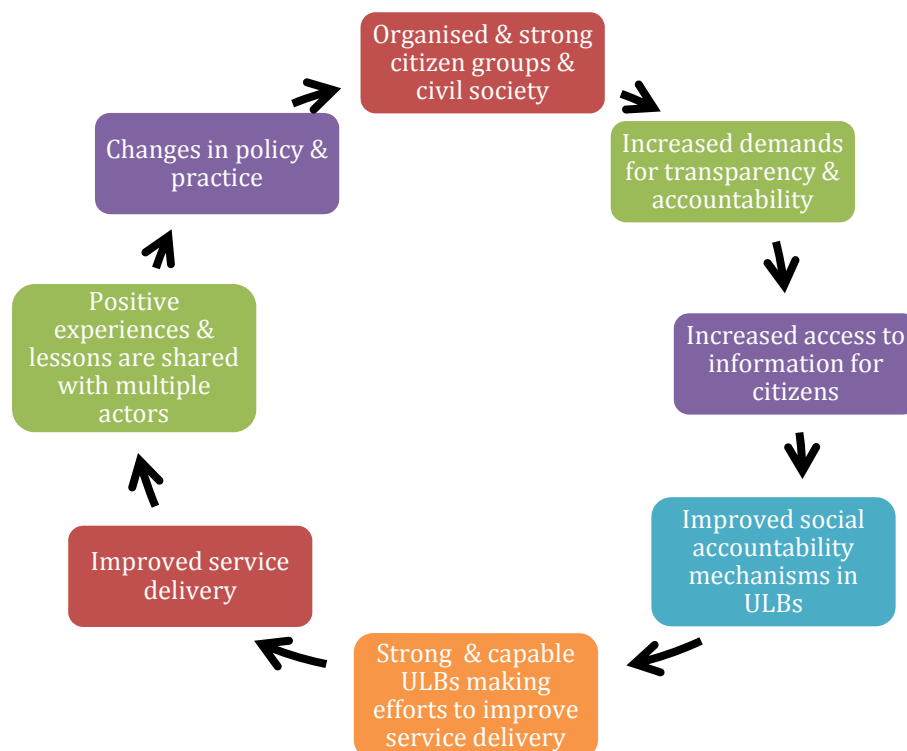 Organised & strong
citizen groups &
civil society
Increased demands
for transparency &
accountability
Increased access to
information for
citizens
Improved social
accountability
mechanisms in
ULBs
Strong & capable
ULBs making
efforts to improve
service delivery
Improved service
delivery
Positive
experiences &
lessons are shared
with multiple
actors
Changes in policy &
practice